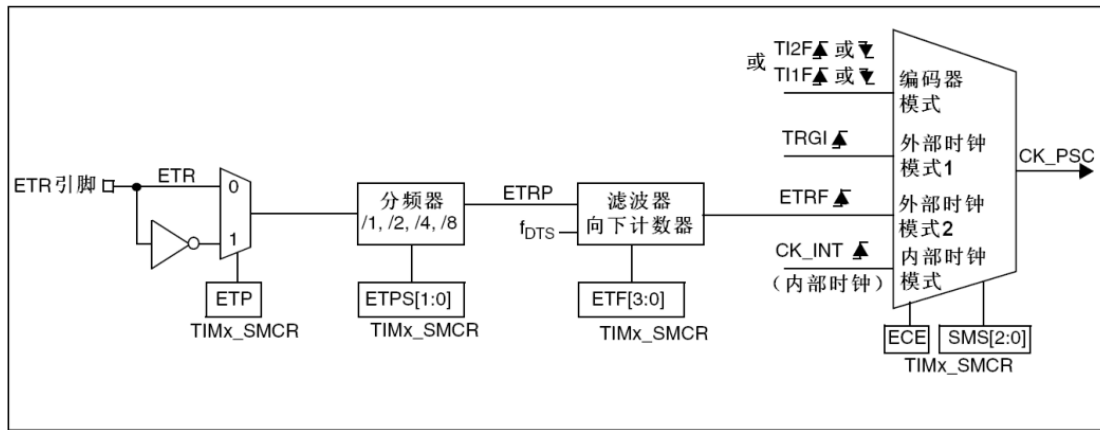 TI2F 或
或 TI1F 或
编码器
模式
TRGI
外部时钟
模式1
CK_PSC
ETR引脚
ETR
0
1
分频器
/1, /2, /4, /8
ETRP
fDTS
滤波器
向下计数器
ETRF
外部时钟
模式2
CK_INT
（内部时钟）
内部时钟
模式
ETP
TIMx_SMCR
ETPS[1:0]
TIMx_SMCR
ETF[3:0]
TIMx_SMCR
ECE
SMS[2:0]
TIMx_SMCR